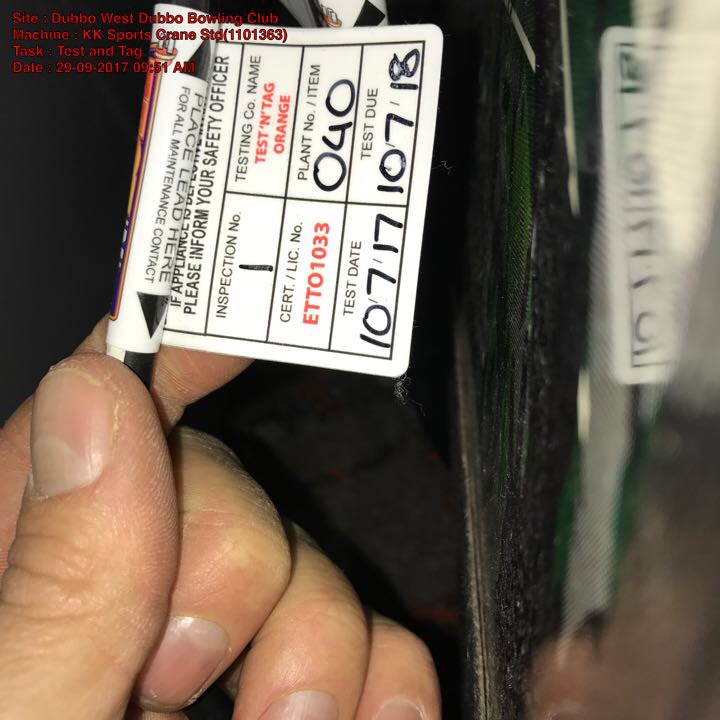 Site : Dubbo West Dubbo Bowling Club
Machine : KK Sports Crane Std(1101363)
Task : Test and Tag
Date : 29-09-2017 09:51 AM
PLACE LEAD HERE
FOR ALL MAINTENANCE CONTACT
PLEASE INFORM YOUR SAFETY OFFICER
TESTING Co. NAME
TEST'N'TAG
ORANGE
INSPECTION No.
1
PLANT No. / ITEM
040
CERT. / LIC. No.
ETTO1033
TEST DUE
10/7/18
TEST DATE
10/7/17